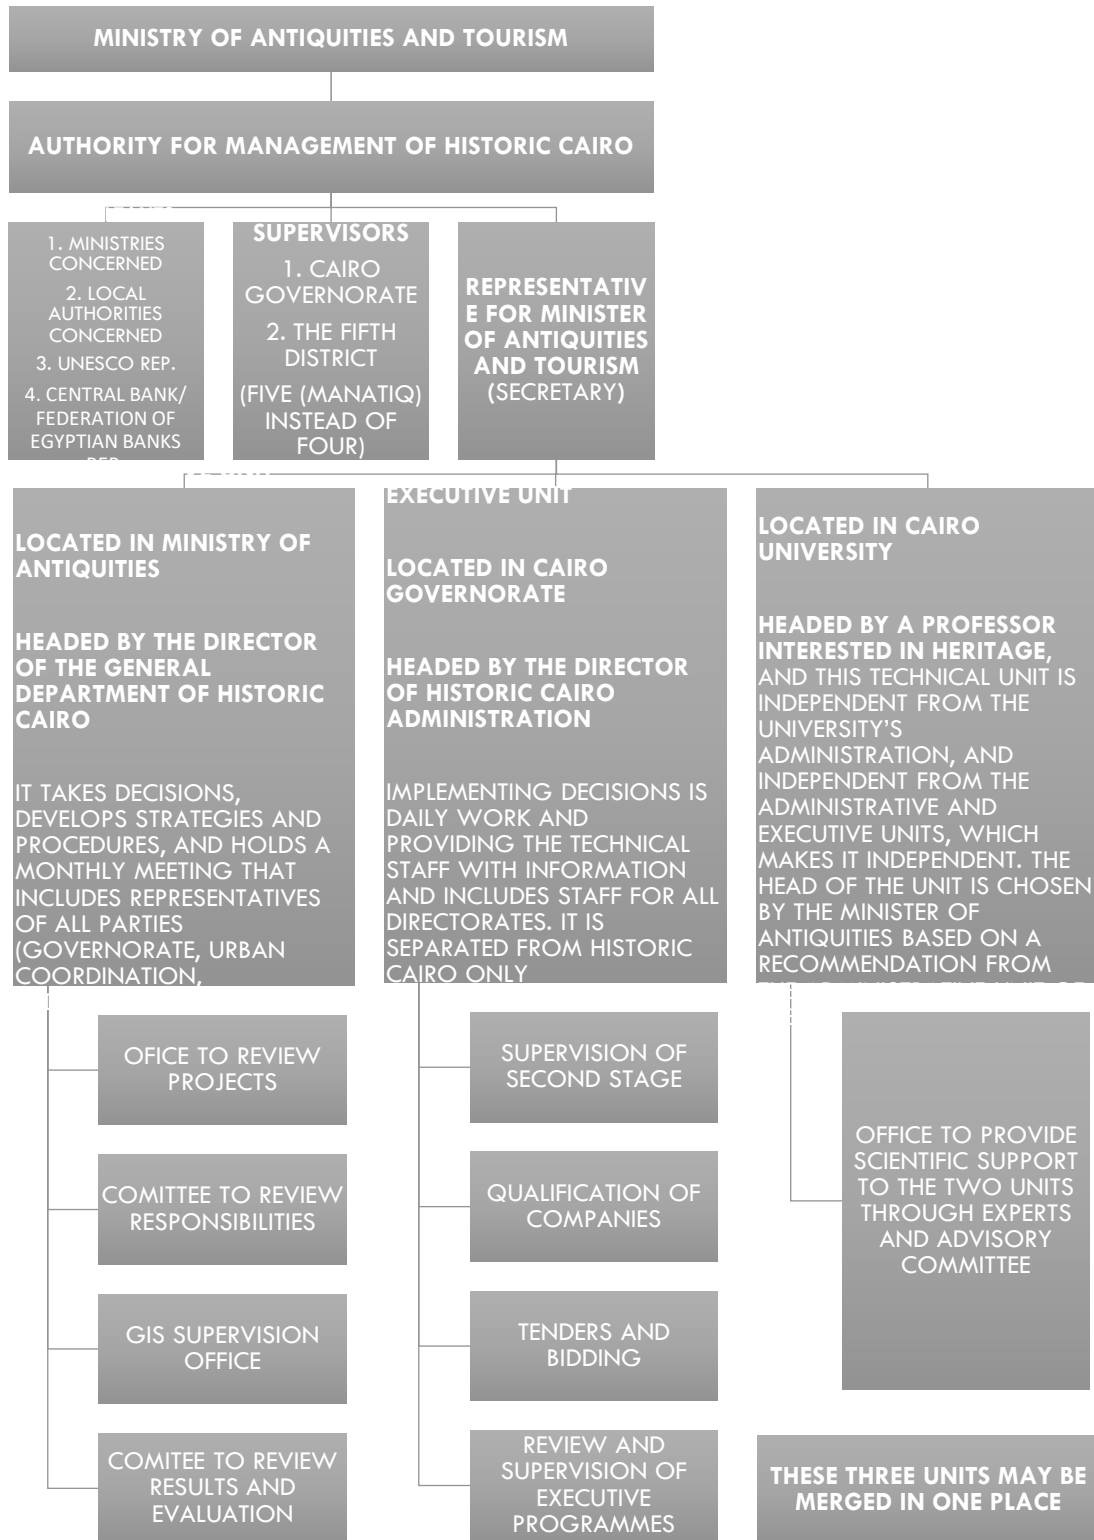 MINISTRY OF ANTIQUITIES AND TOURISM
AUTHORITY FOR MANAGEMENT OF HISTORIC CAIRO
1. MINISTRIES
CONCERNED
2. LOCAL
AUTHORITIES
CONCERNED
3. UNESCO REP.
4. CENTRAL BANK/
FEDERATION OF
EGYPTIAN BANKS
REP.
SUPERVISORS
1. CAIRO
GOVERNORATE
2. THE FIFTH
DISTRICT
(FIVE (MANATIQ)
INSTEAD OF
FOUR)
REPRESENTATIV
E FOR MINISTER
OF ANTIQUITIES
AND TOURISM
(SECRETARY)
LOCATED IN MINISTRY OF
ANTIQUITIES
HEADED BY THE DIRECTOR
OF THE GENERAL
DEPARTMENT OF HISTORIC
CAIRO
IT TAKES DECISIONS,
DEVELOPS STRATEGIES AND
PROCEDURES, AND HOLDS A
MONTHLY MEETING THAT
INCLUDES REPRESENTATIVES
OF ALL PARTIES
(GOVERNORATE, URBAN
COORDINATION,
OFICE TO REVIEW
PROJECTS
COMITTEE TO REVIEW
RESPONSIBILITIES
GIS SUPERVISION
OFFICE
COMITEE TO REVIEW
RESULTS AND
EVALUATION
EXECUTIVE UNIT
LOCATED IN CAIRO
GOVERNORATE
HEADED BY THE DIRECTOR
OF HISTORIC CAIRO
ADMINISTRATION
IMPLEMENTING DECISIONS IS
DAILY WORK AND
PROVIDING THE TECHNICAL
STAFF WITH INFORMATION
AND INCLUDES STAFF FOR ALL
DIRECTORATES. IT IS
SEPARATED FROM HISTORIC
CAIRO ONLY
SUPERVISION OF
SECOND STAGE
QUALIFICATION OF
COMPANIES
TENDERS AND
BIDDING
REVIEW AND
SUPERVISION OF
EXECUTIVE
PROGRAMMES
LOCATED IN CAIRO
UNIVERSITY
HEADED BY A PROFESSOR
INTERESTED IN HERITAGE,
AND THIS TECHNICAL UNIT IS
INDEPENDENT FROM THE
UNIVERSITY'S
ADMINISTRATION, AND
INDEPENDENT FROM THE
ADMINISTRATIVE AND
EXECUTIVE UNITS, WHICH
MAKES IT INDEPENDENT. THE
HEAD OF THE UNIT IS CHOSEN
BY THE MINISTER OF
ANTIQUITIES BASED ON A
RECOMMENDATION FROM
THE ADMINISTRATIVE UNIT OF
OFFICE TO PROVIDE
SCIENTIFIC SUPPORT
TO THE TWO UNITS
THROUGH EXPERTS
AND ADVISORY
COMMITTEE
THESE THREE UNITS MAY BE
MERGED IN ONE PLACE